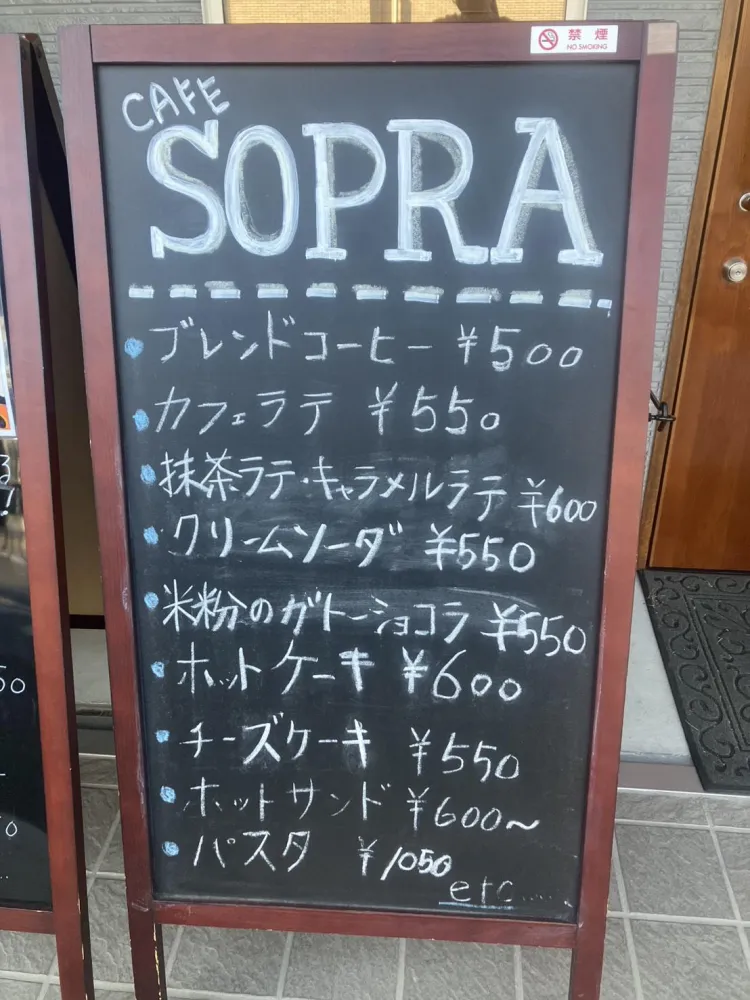 禁煙
NO SMOKING
CAFE
SOPRA
ブレンドコーヒー ¥500
カフェラテ ¥550
抹茶ラテ・キャラメルラテ ¥600
クリームソーダ ¥550
米粉のガトーショコラ ¥550
ホットケーキ ¥600
チーズケーキ ¥550
ホットサンド ¥600〜
パスタ ¥1050
etc......